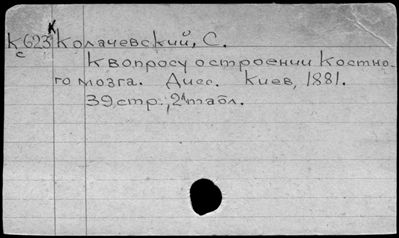 К 623 К Колачевский, С.
с К вопросу о строении костно-
го мозга. Дисс. Киев, 1881.
39 стр., 2 табл.